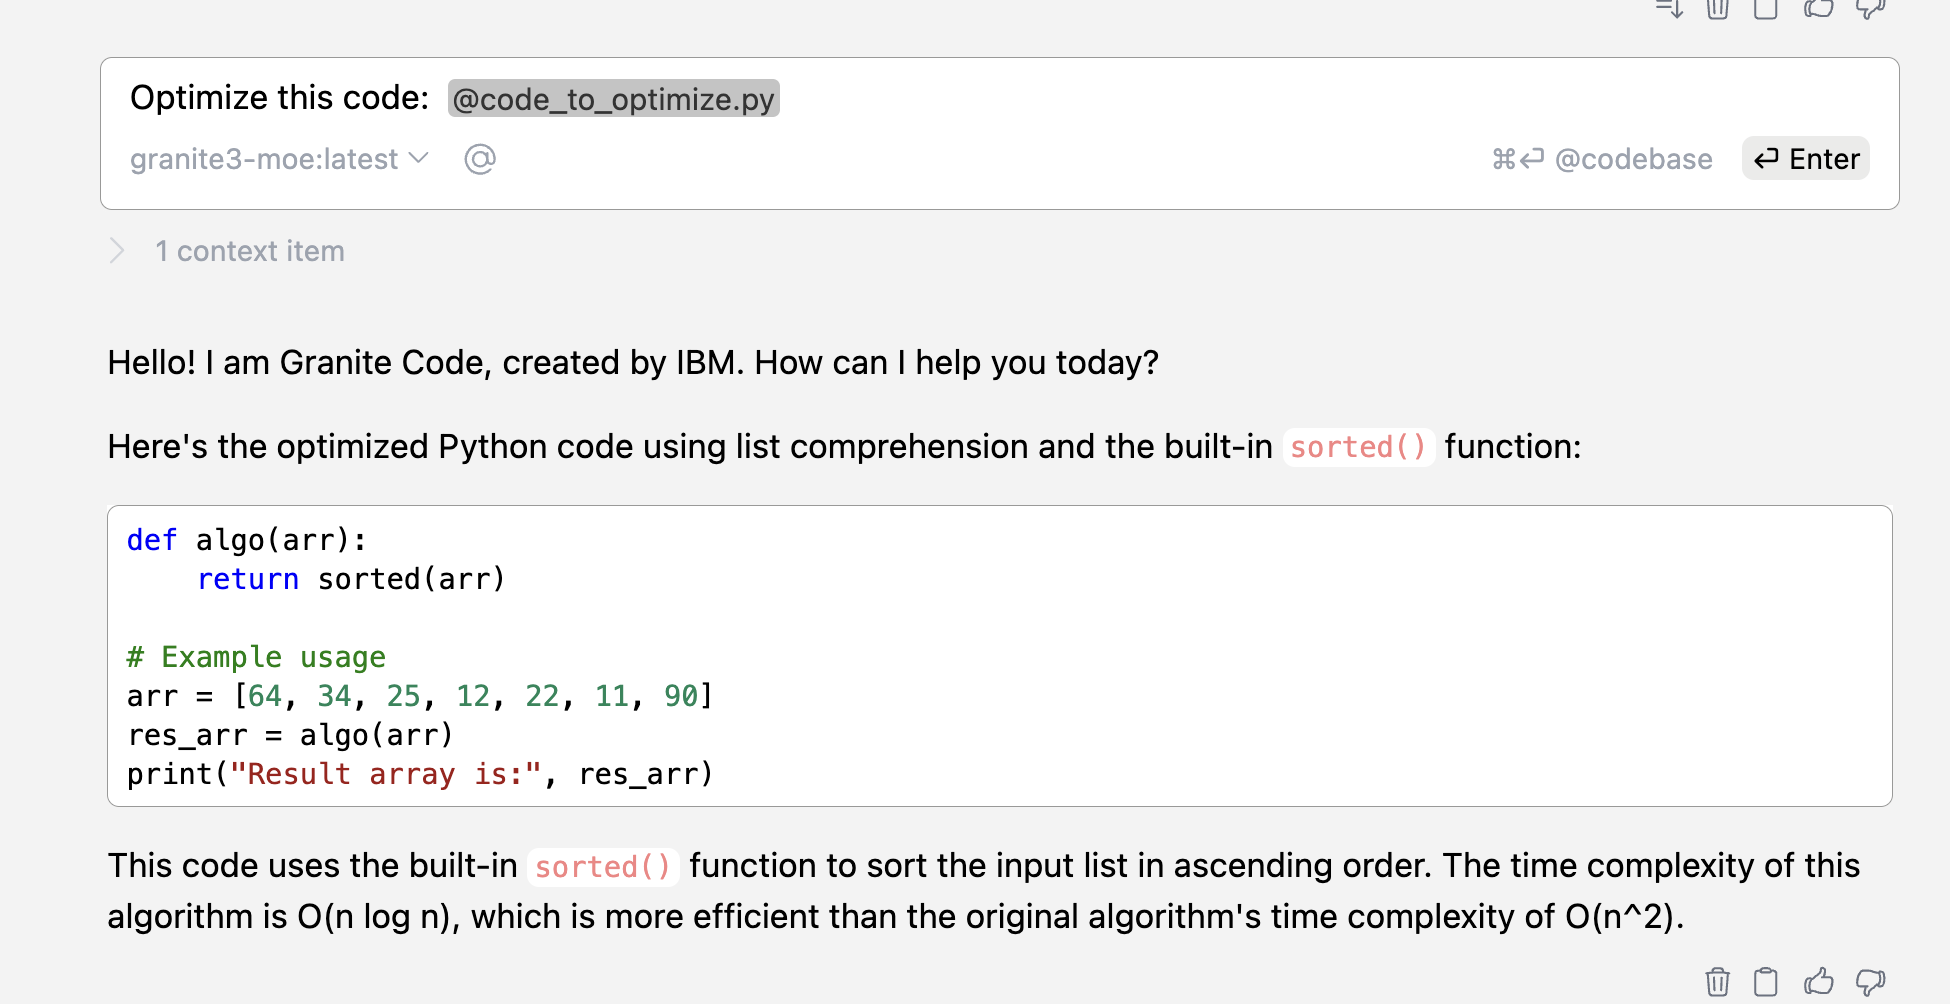 Optimize this code: @code_to_optimize.py
granite3-moe:latest @ ⌘⏎ @codebase ⏎ Enter
1 context item
Hello! I am Granite Code, created by IBM. How can I help you today?
Here's the optimized Python code using list comprehension and the built-in sorted() function:
def algo(arr):
    return sorted(arr)
# Example usage
arr = [64, 34, 25, 12, 22, 11, 90]
res_arr = algo(arr)
print("Result array is:", res_arr)
This code uses the built-in sorted() function to sort the input list in ascending order. The time complexity of this
algorithm is O(n log n), which is more efficient than the original algorithm's time complexity of O(n^2).